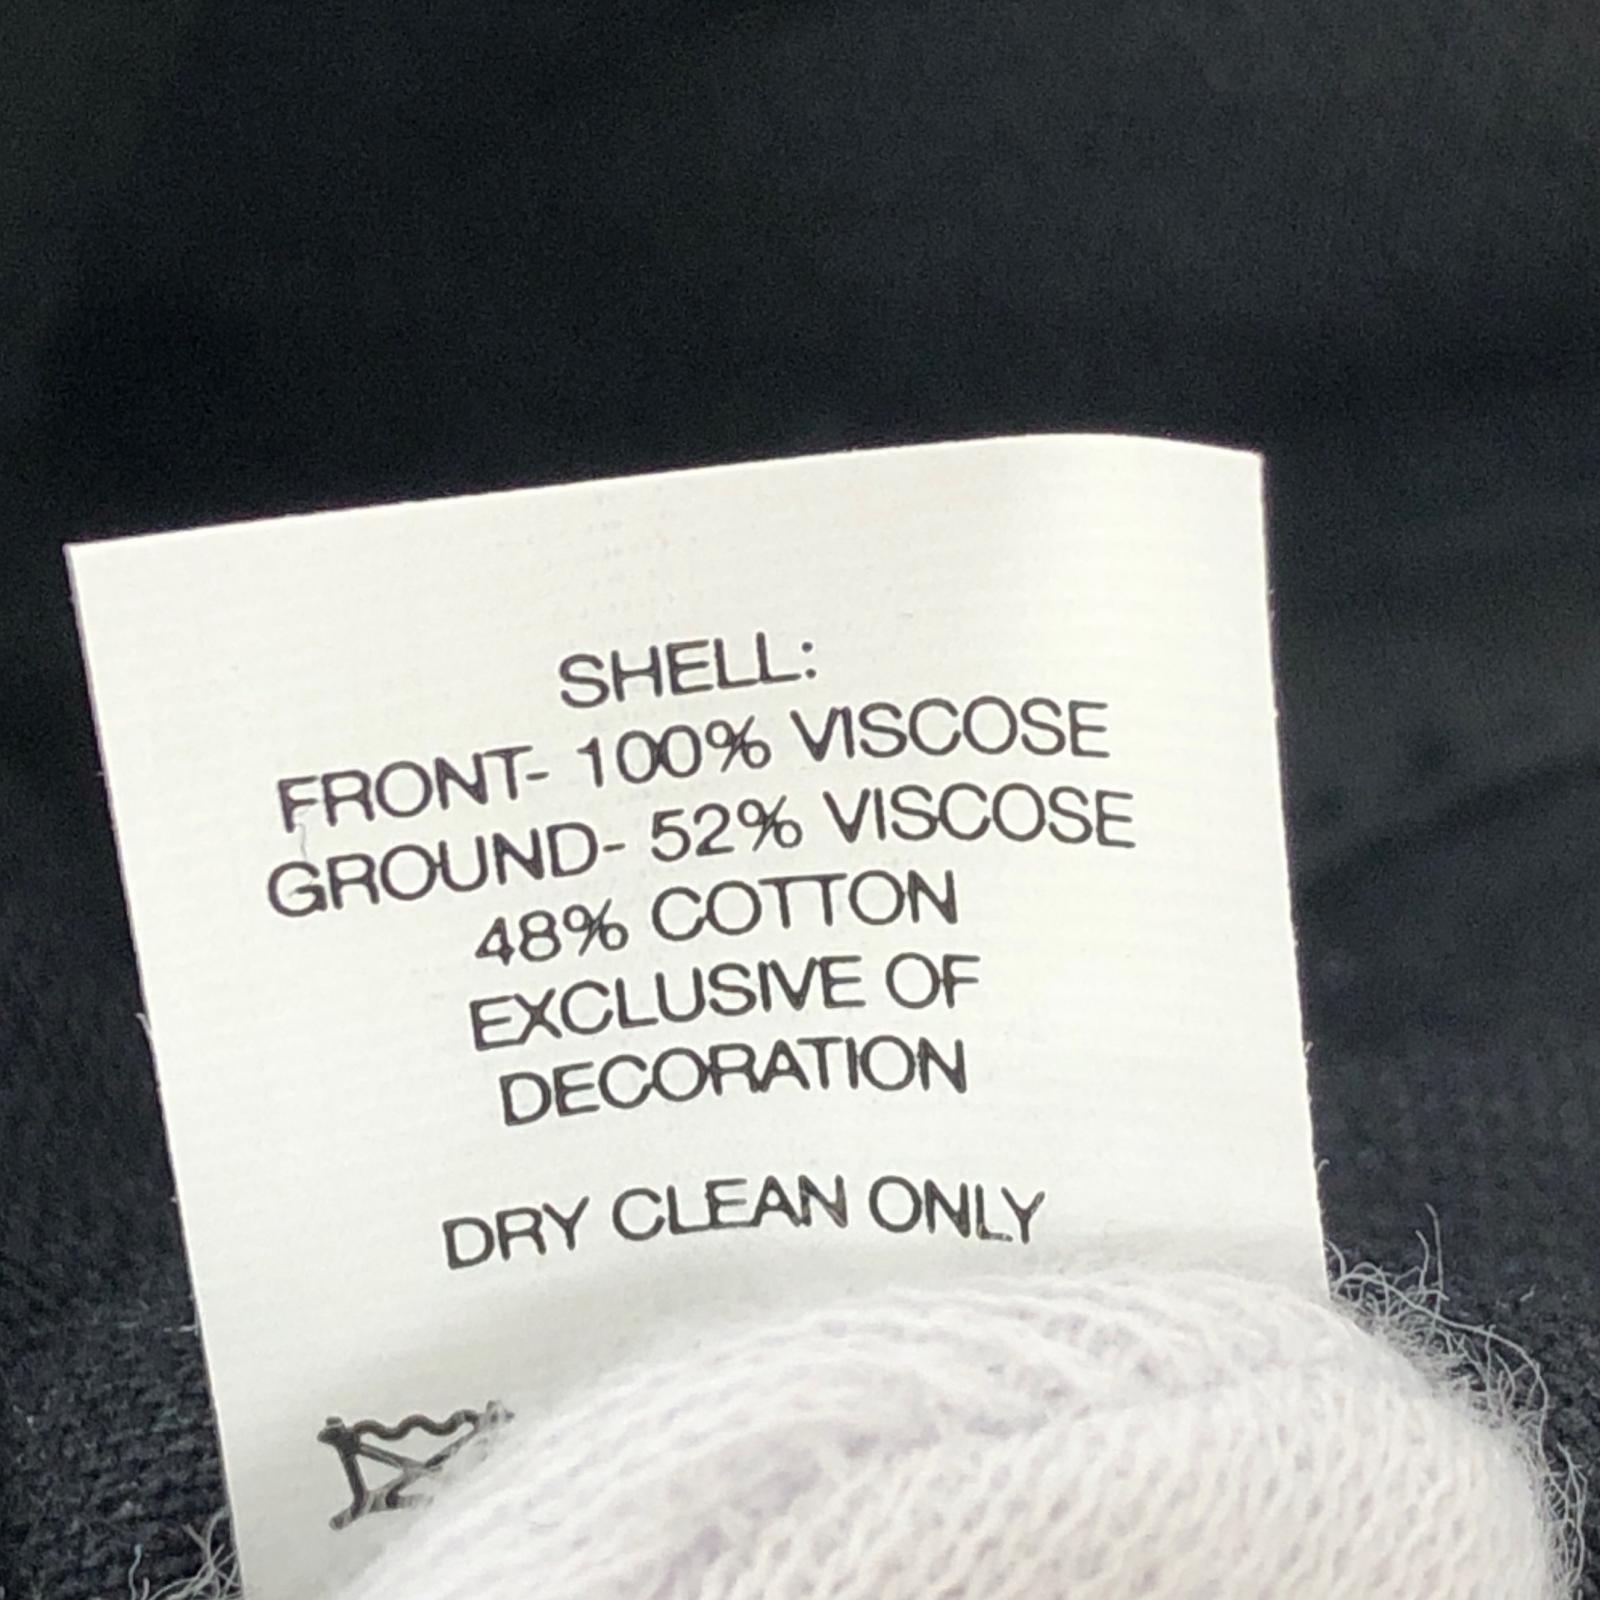 SHELL:
FRONT- 100% VISCOSE
GROUND- 52% VISCOSE
48% COTTON
EXCLUSIVE OF
DECORATION
DRY CLEAN ONLY